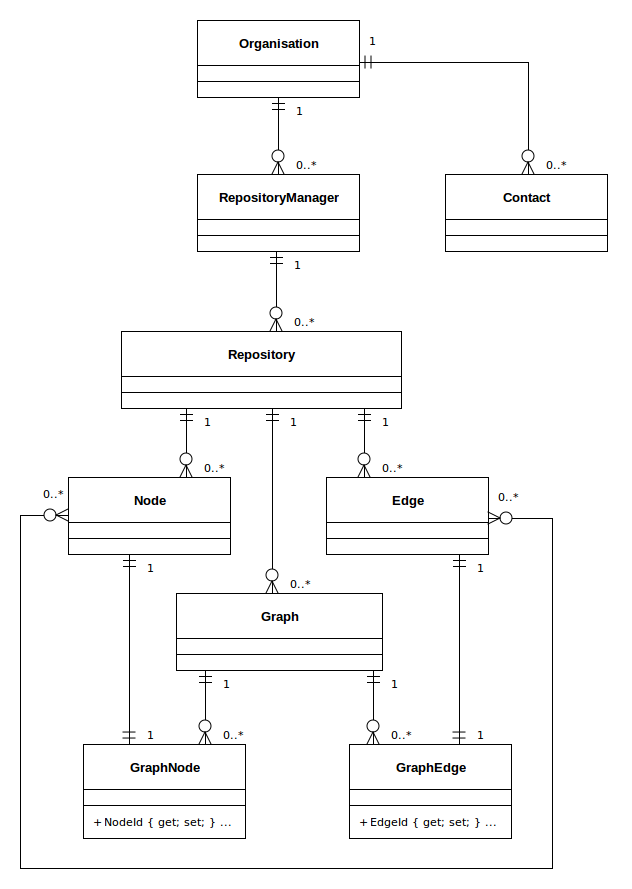 Organisation
1
1
0..*
0..*
RepositoryManager
Contact
1
0..*
Repository
1
1
1
0..*
0..*
0..*
0..*
Node
Edge
1
1
0..*
Graph
1
1
1
0..*
0..*
1
GraphNode
GraphEdge
+ NodeId { get; set; } ...
+ EdgeId { get; set; } ...